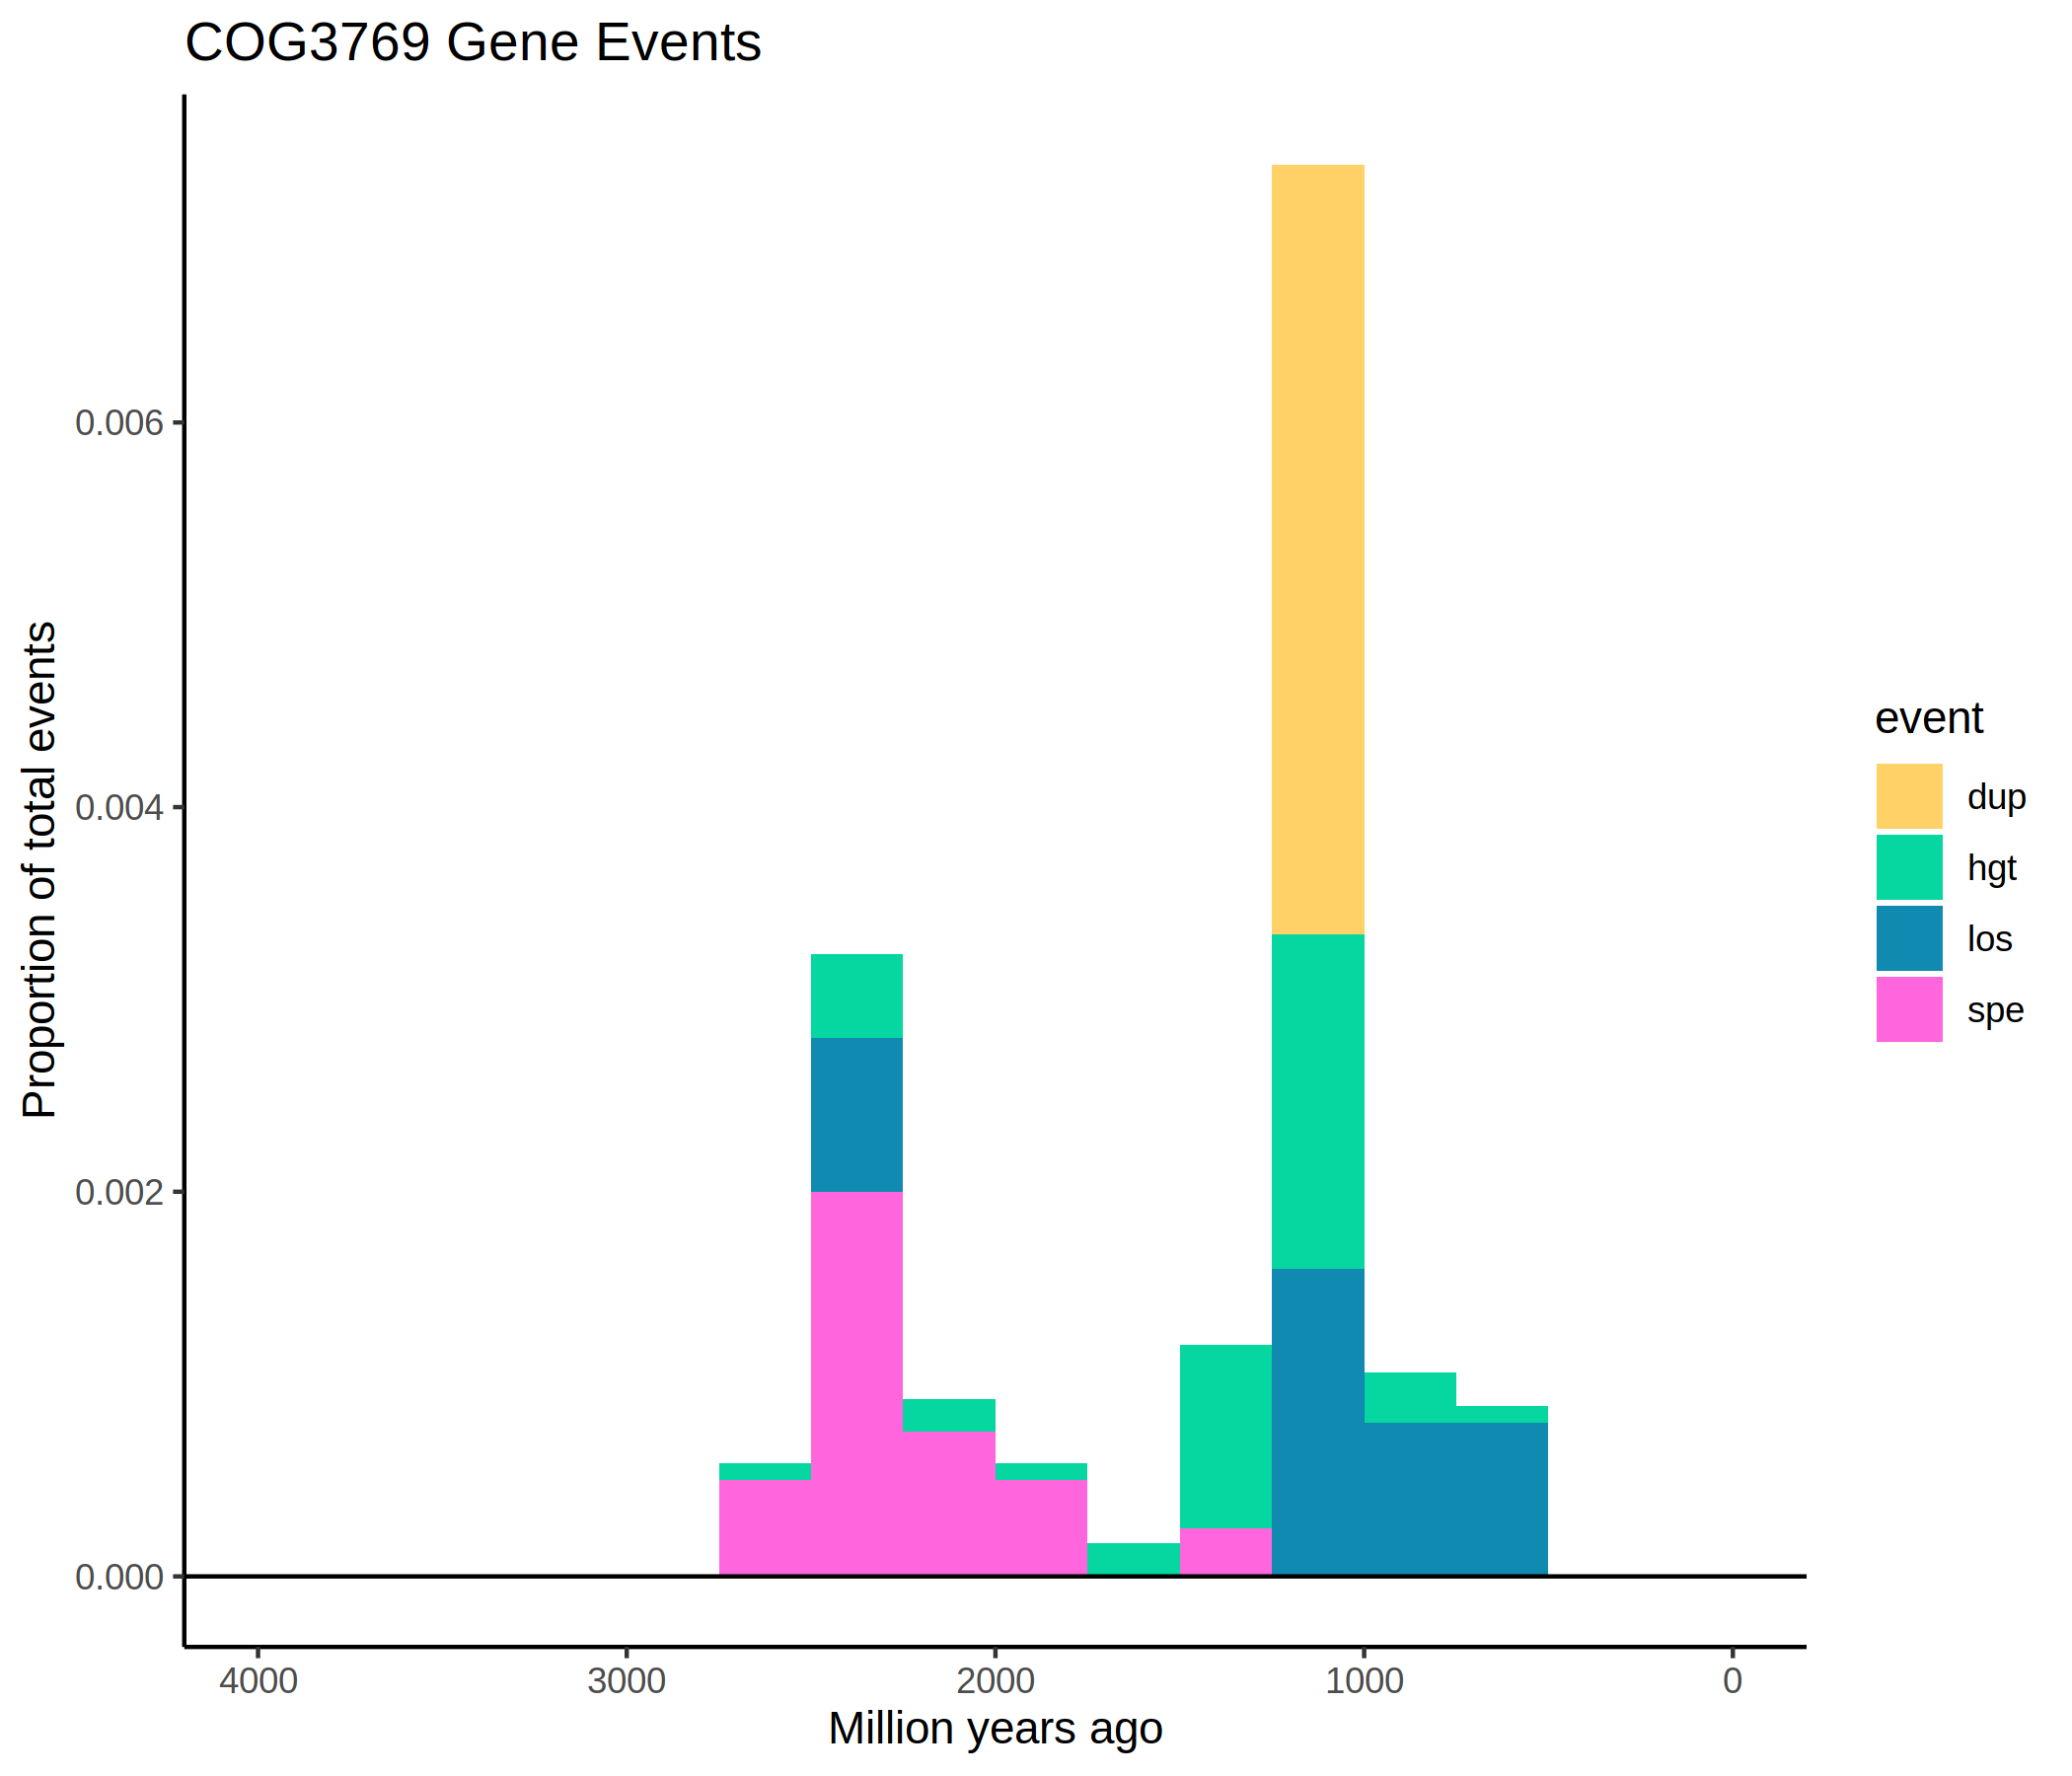 COG3769 Gene Events
Proportion of total events
0.006
0.004
0.002
0.000
4000 3000 2000 1000 0
Million years ago
event
dup
hgt
los
spe